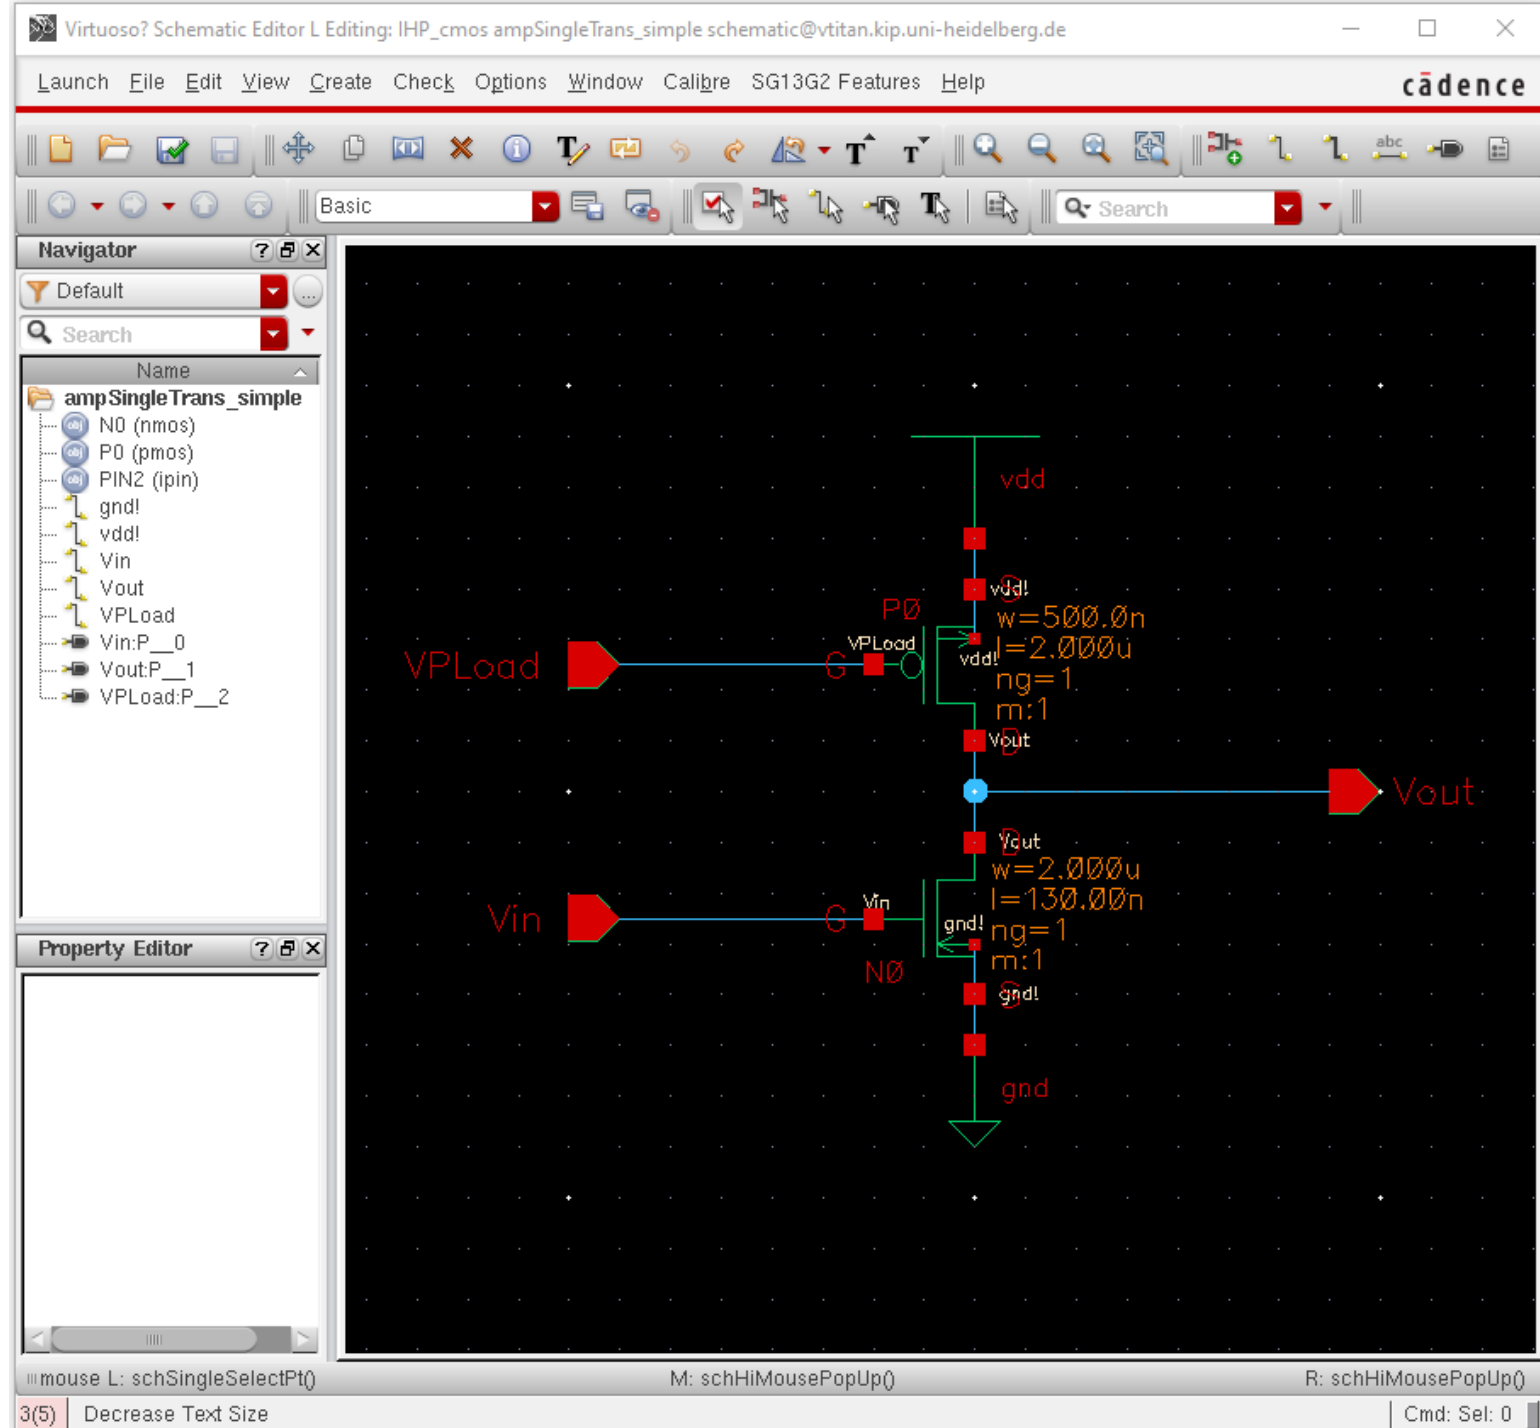 Virtuoso? Schematic Editor L Editing: IHP_cmos ampSingleTrans_simple schematic@vtitan.kip.uni-heidelberg.de
Launch File Edit View Create Check Options Window Calibre SG13G2 Features Help
cādence
abc
Basic
Search
Navigator
Default
Search
Name
ampSingleTrans_simple
N0 (nmos)
P0 (pmos)
PIN2 (ipin)
gnd!
vdd!
Vin
Vout
VPLoad
Vin:P__0
Vout:P__1
VPLoad:P__2
Property Editor
vdd
S
vdd!
P0
w=500.0n
VPLoad
VPLoad
G
vdd!
l=2.000u
ng=1
m:1
D
Vout
Vout
D
Vout
w=2.000u
Vin
Vin
G
l=130.00n
gnd!
ng=1
N0
m:1
S
gnd!
gnd
mouse L: schSingleSelectPt()
M: schHiMousePopUp()
R: schHiMousePopUp()
3(5)
Decrease Text Size
Cmd: Sel: 0